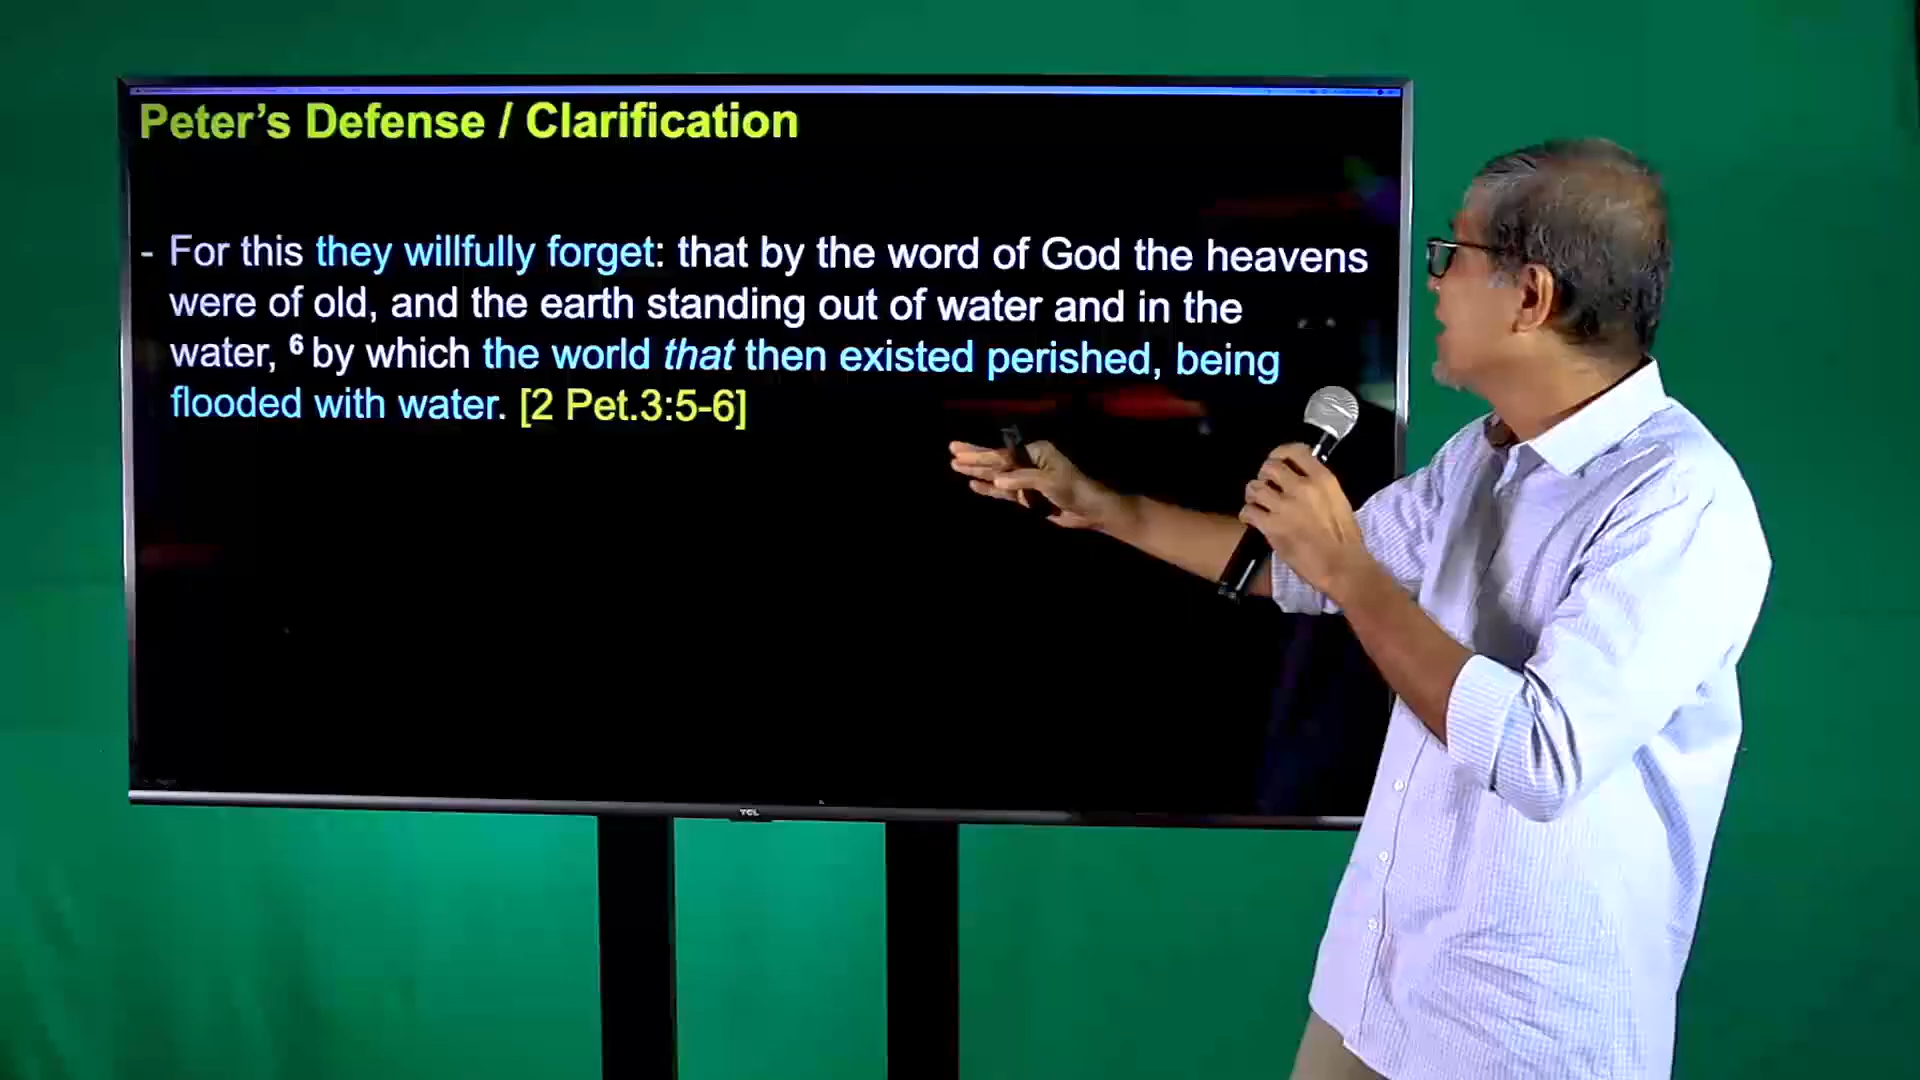 Peter’s Defense / Clarification
- For this they willfully forget: that by the word of God the heavens
were of old, and the earth standing out of water and in the
water, ⁶ by which the world that then existed perished, being
flooded with water. [2 Pet.3:5-6]
TCL